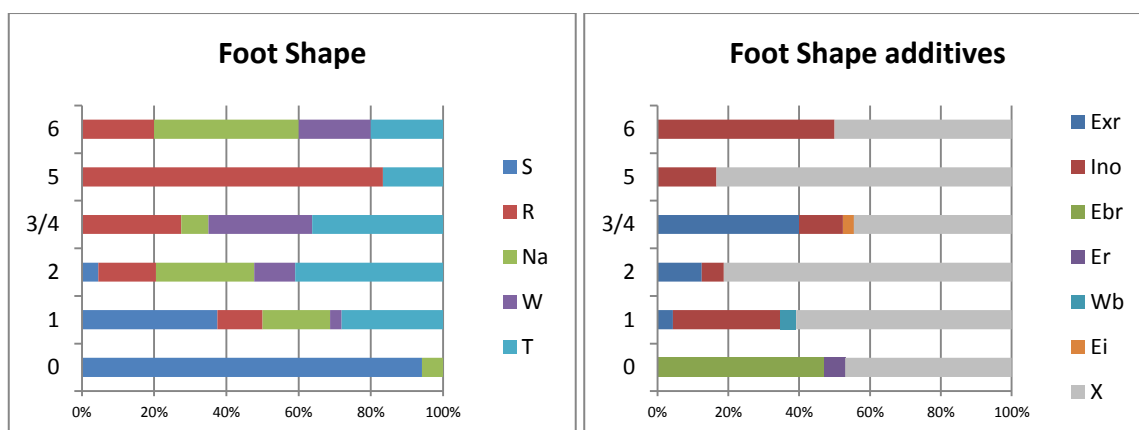 Foot Shape
6
5
3/4
2
1
0
0% 20% 40% 60% 80% 100%
S
R
Na
W
T
Foot Shape additives
6
5
3/4
2
1
0
0% 20% 40% 60% 80% 100%
Exr
Ino
Ebr
Er
Wb
Ei
X